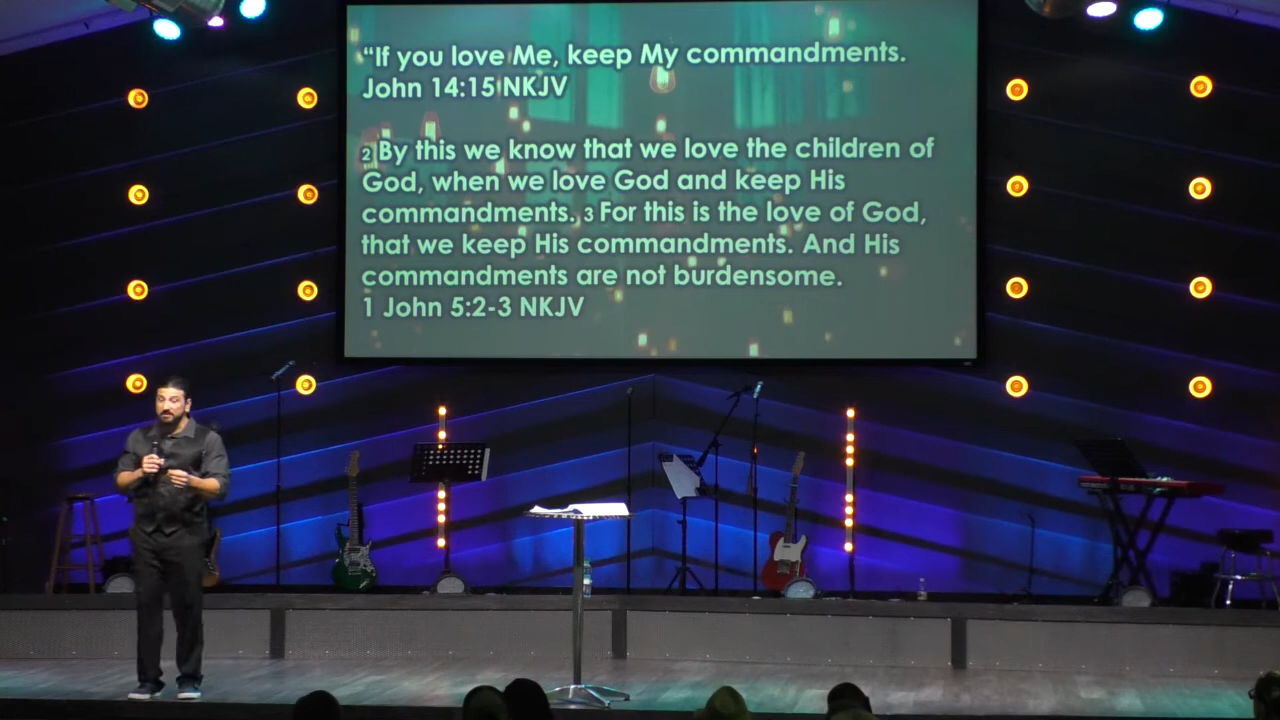 “If you love Me, keep My commandments.
John 14:15 NKJV
2 By this we know that we love the children of
God, when we love God and keep His
commandments. 3 For this is the love of God,
that we keep His commandments. And His
commandments are not burdensome.
1 John 5:2-3 NKJV